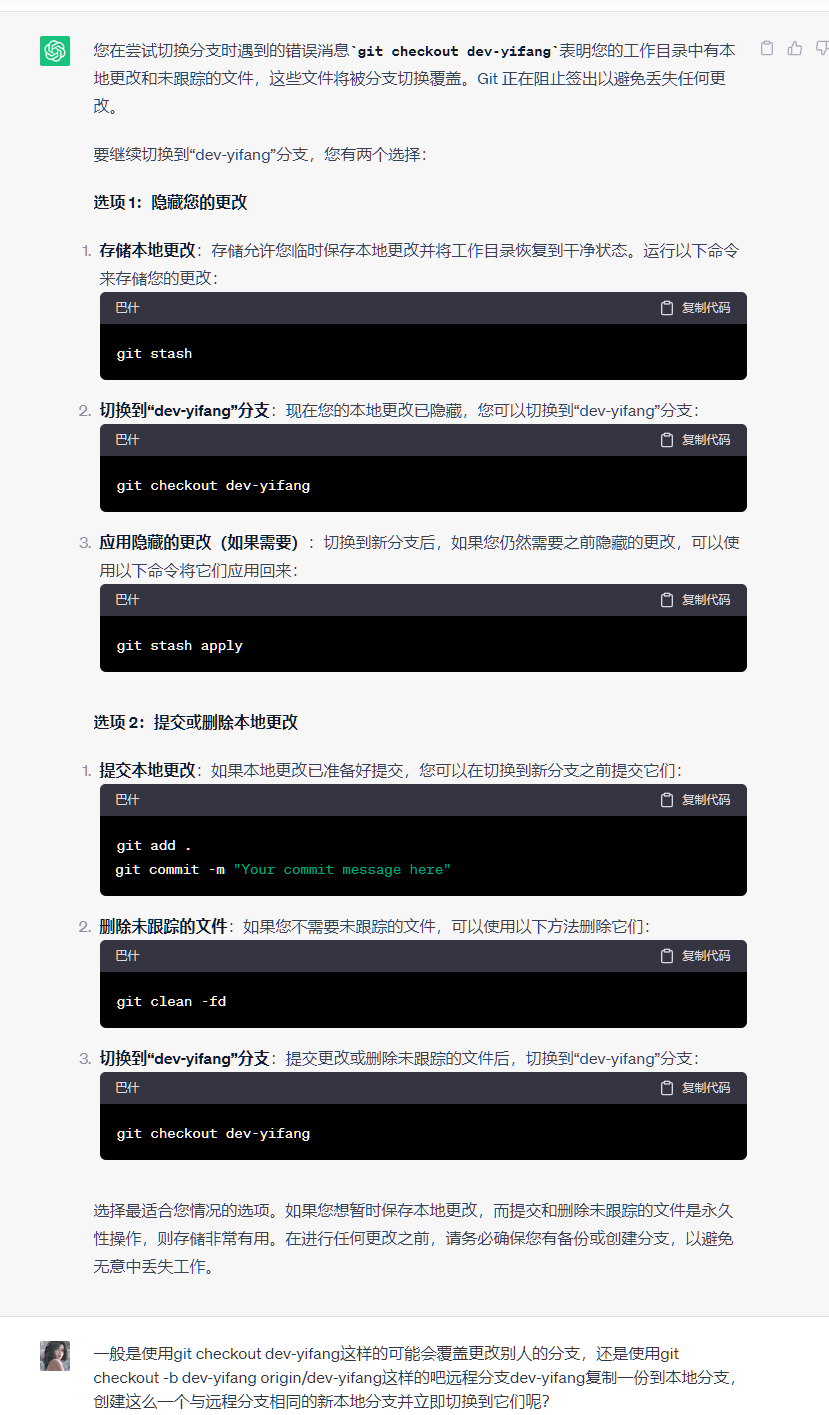 您在尝试切换分支时遇到的错误消息`git checkout dev-yifang`表明您的工作目录中有本
地更改和未跟踪的文件，这些文件将被分支切换覆盖。Git 正在阻止签出以避免丢失任何更
改。
要继续切换到“dev-yifang”分支，您有两个选择：
选项 1：隐藏您的更改
1. 存储本地更改：存储允许您临时保存本地更改并将工作目录恢复到干净状态。运行以下命令
来存储您的更改：
巴什 复制代码
git stash
2. 切换到“dev-yifang”分支：现在您的本地更改已隐藏，您可以切换到“dev-yifang”分支：
巴什 复制代码
git checkout dev-yifang
3. 应用隐藏的更改（如果需要）：切换到新分支后，如果您仍然需要之前隐藏的更改，可以使
用以下命令将它们应用回来：
巴什 复制代码
git stash apply
选项 2：提交或删除本地更改
1. 提交本地更改：如果本地更改已准备好提交，您可以在切换到新分支之前提交它们：
巴什 复制代码
git add .
git commit -m "Your commit message here"
2. 删除未跟踪的文件：如果您不需要未跟踪的文件，可以使用以下方法删除它们：
巴什 复制代码
git clean -fd
3. 切换到“dev-yifang”分支：提交更改或删除未跟踪的文件后，切换到“dev-yifang”分支：
巴什 复制代码
git checkout dev-yifang
选择最适合您情况的选项。如果您想暂时保存本地更改，而提交和删除未跟踪的文件是永久
性操作，则存储非常有用。在进行任何更改之前，请务必确保您有备份或创建分支，以避免
无意中丢失工作。
一般是使用git checkout dev-yifang这样的可能会覆盖更改别人的分支，还是使用git
checkout -b dev-yifang origin/dev-yifang这样的吧远程分支dev-yifang复制一份到本地分支，
创建这么一个与远程分支相同的新本地分支并立即切换到它们呢？